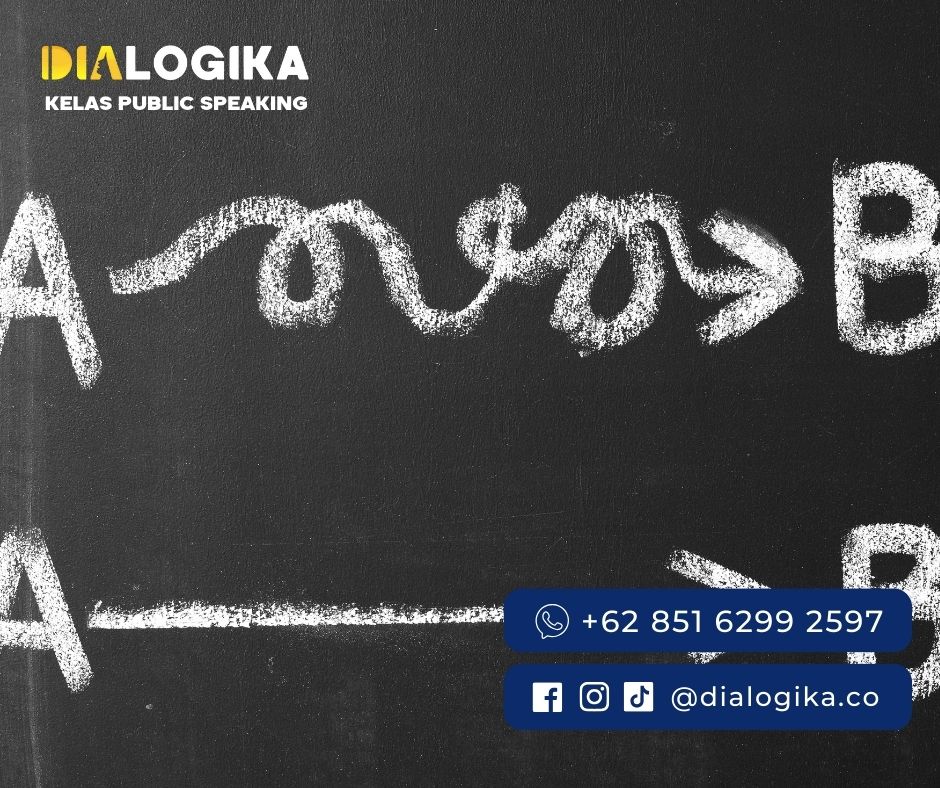 DIALOGIKA
KELAS PUBLIC SPEAKING
A B
A B
+62 851 6299 2597
@dialogika.co